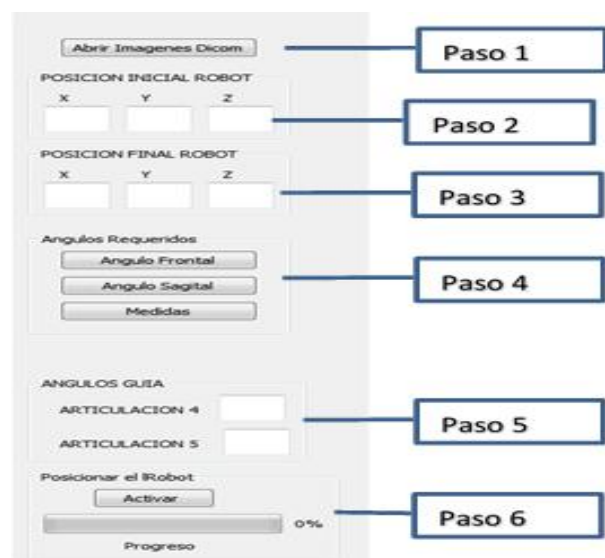 Abrir Imagenes Dicom
Paso 1
POSICION INICIAL ROBOT
X Y Z
Paso 2
POSICION FINAL ROBOT
X Y Z
Paso 3
Angulos Requeridos
Angulo Frontal
Angulo Sagital
Medidas
Paso 4
ANGULOS GUIA
ARTICULACION 4
ARTICULACION 5
Paso 5
Posicionar el Robot
Activar
0%
Progreso
Paso 6